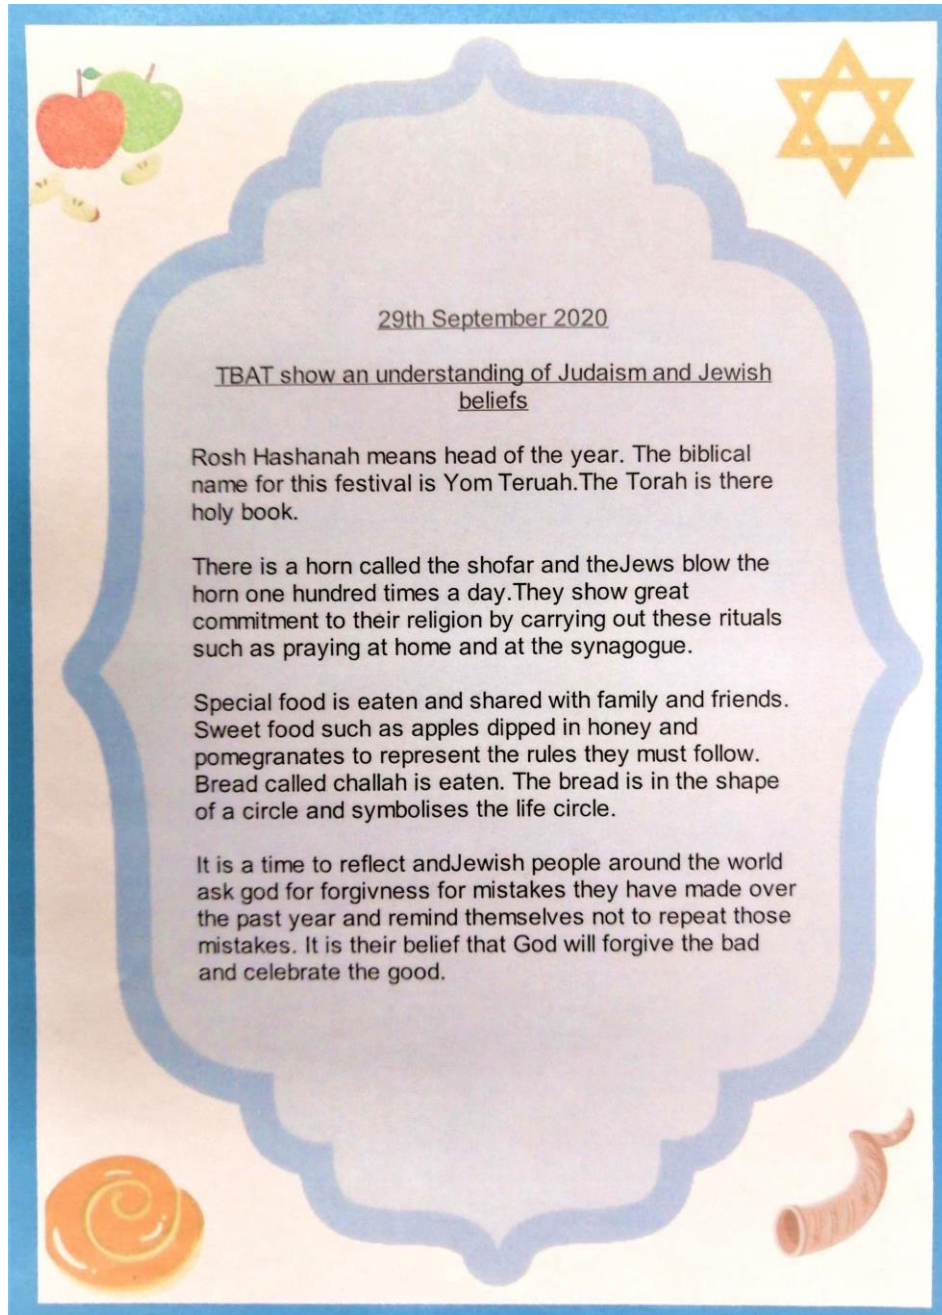 29th September 2020
TBAT show an understanding of Judaism and Jewish
beliefs
Rosh Hashanah means head of the year. The biblical
name for this festival is Yom Teruah.The Torah is there
holy book.
There is a horn called the shofar and theJews blow the
horn one hundred times a day.They show great
commitment to their religion by carrying out these rituals
such as praying at home and at the synagogue.
Special food is eaten and shared with family and friends.
Sweet food such as apples dipped in honey and
pomegranates to represent the rules they must follow.
Bread called challah is eaten. The bread is in the shape
of a circle and symbolises the life circle.
It is a time to reflect andJewish people around the world
ask god for forgivness for mistakes they have made over
the past year and remind themselves not to repeat those
mistakes. It is their belief that God will forgive the bad
and celebrate the good.